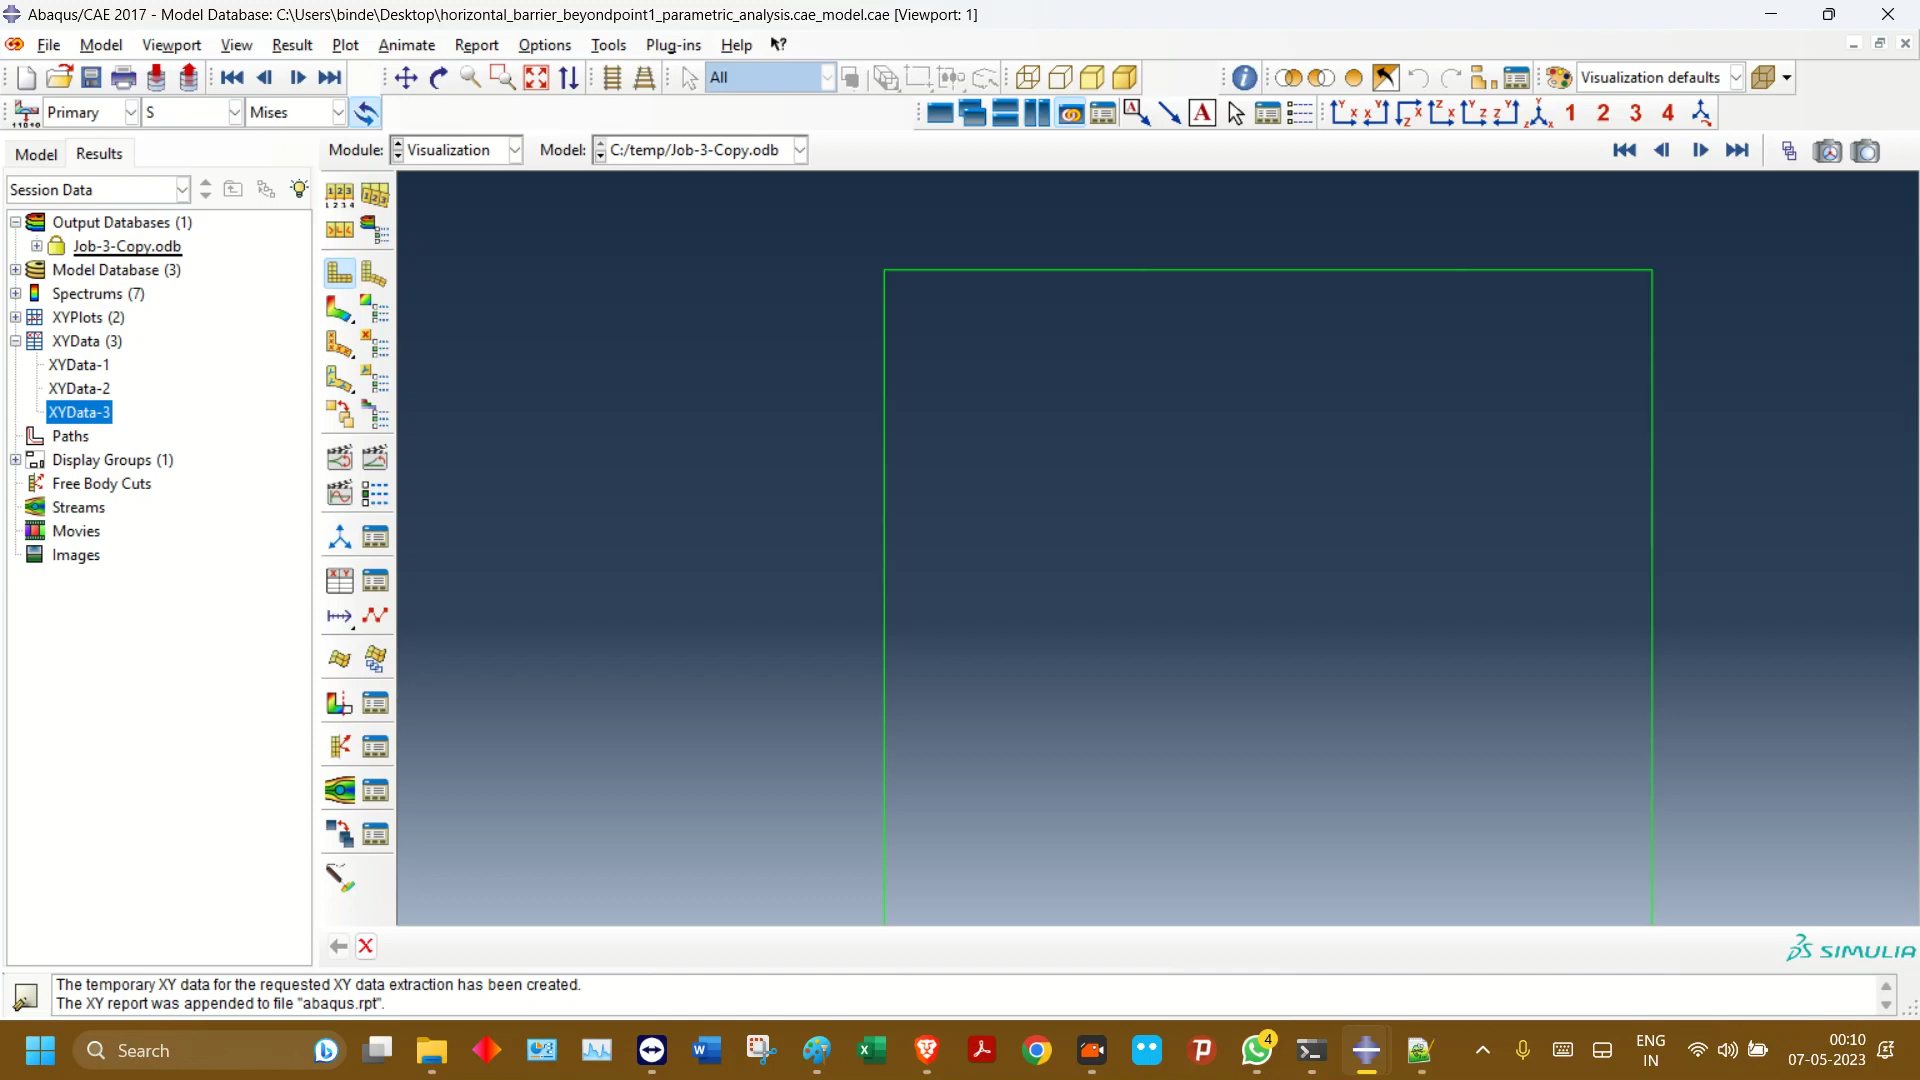 Abaqus/CAE 2017 - Model Database: C:\Users\binde\Desktop\horizontal_barrier_beyondpoint1_parametric_analysis.cae_model.cae [Viewport: 1]
File Model Viewport View Result Plot Animate Report Options Tools Plug-ins Help
All
Visualization defaults
Primary S Mises
1 2 3 4
Model Results
Module: Visualization Model: C:/temp/Job-3-Copy.odb
Session Data
Output Databases (1)
Job-3-Copy.odb
Model Database (3)
Spectrums (7)
XYPlots (2)
XYData (3)
XYData-1
XYData-2
XYData-3
Paths
Display Groups (1)
Free Body Cuts
Streams
Movies
Images
SIMULIA
The temporary XY data for the requested XY data extraction has been created.
The XY report was appended to file "abaqus.rpt".
Search
4
ENG
IN
00:10
07-05-2023